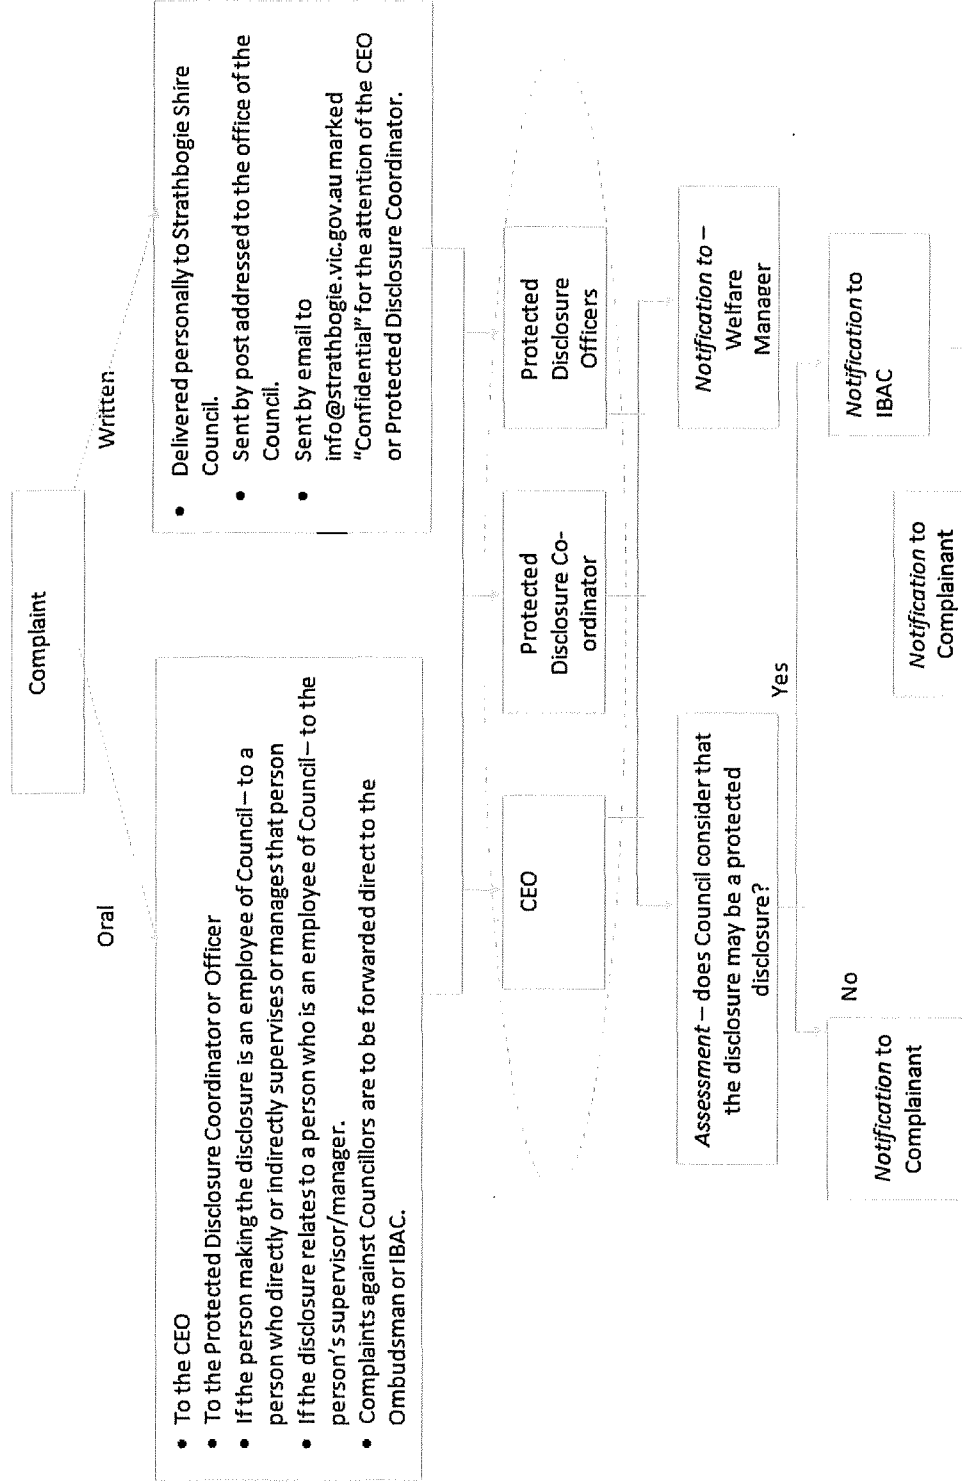 Complaint
Oral
Written
• To the CEO
• To the Protected Disclosure Coordinator or Officer
• If the person making the disclosure is an employee of Council – to a
person who directly or indirectly supervises or manages that person
• If the disclosure relates to a person who is an employee of Council – to the
person's supervisor/manager.
• Complaints against Councillors are to be forwarded direct to the
Ombudsman or IBAC.
• Delivered personally to Strathbogie Shire
Council.
• Sent by post addressed to the office of the
Council.
• Sent by email to
info@strathbogie.vic.gov.au marked
"Confidential" for the attention of the CEO
or Protected Disclosure Coordinator.
CEO
Protected
Disclosure Co-
ordinator
Protected
Disclosure
Officers
Assessment – does Council consider that
the disclosure may be a protected
disclosure?
Notification to –
Welfare
Manager
No
Yes
Notification to
Complainant
Notification to
IBAC
Notification to
Complainant